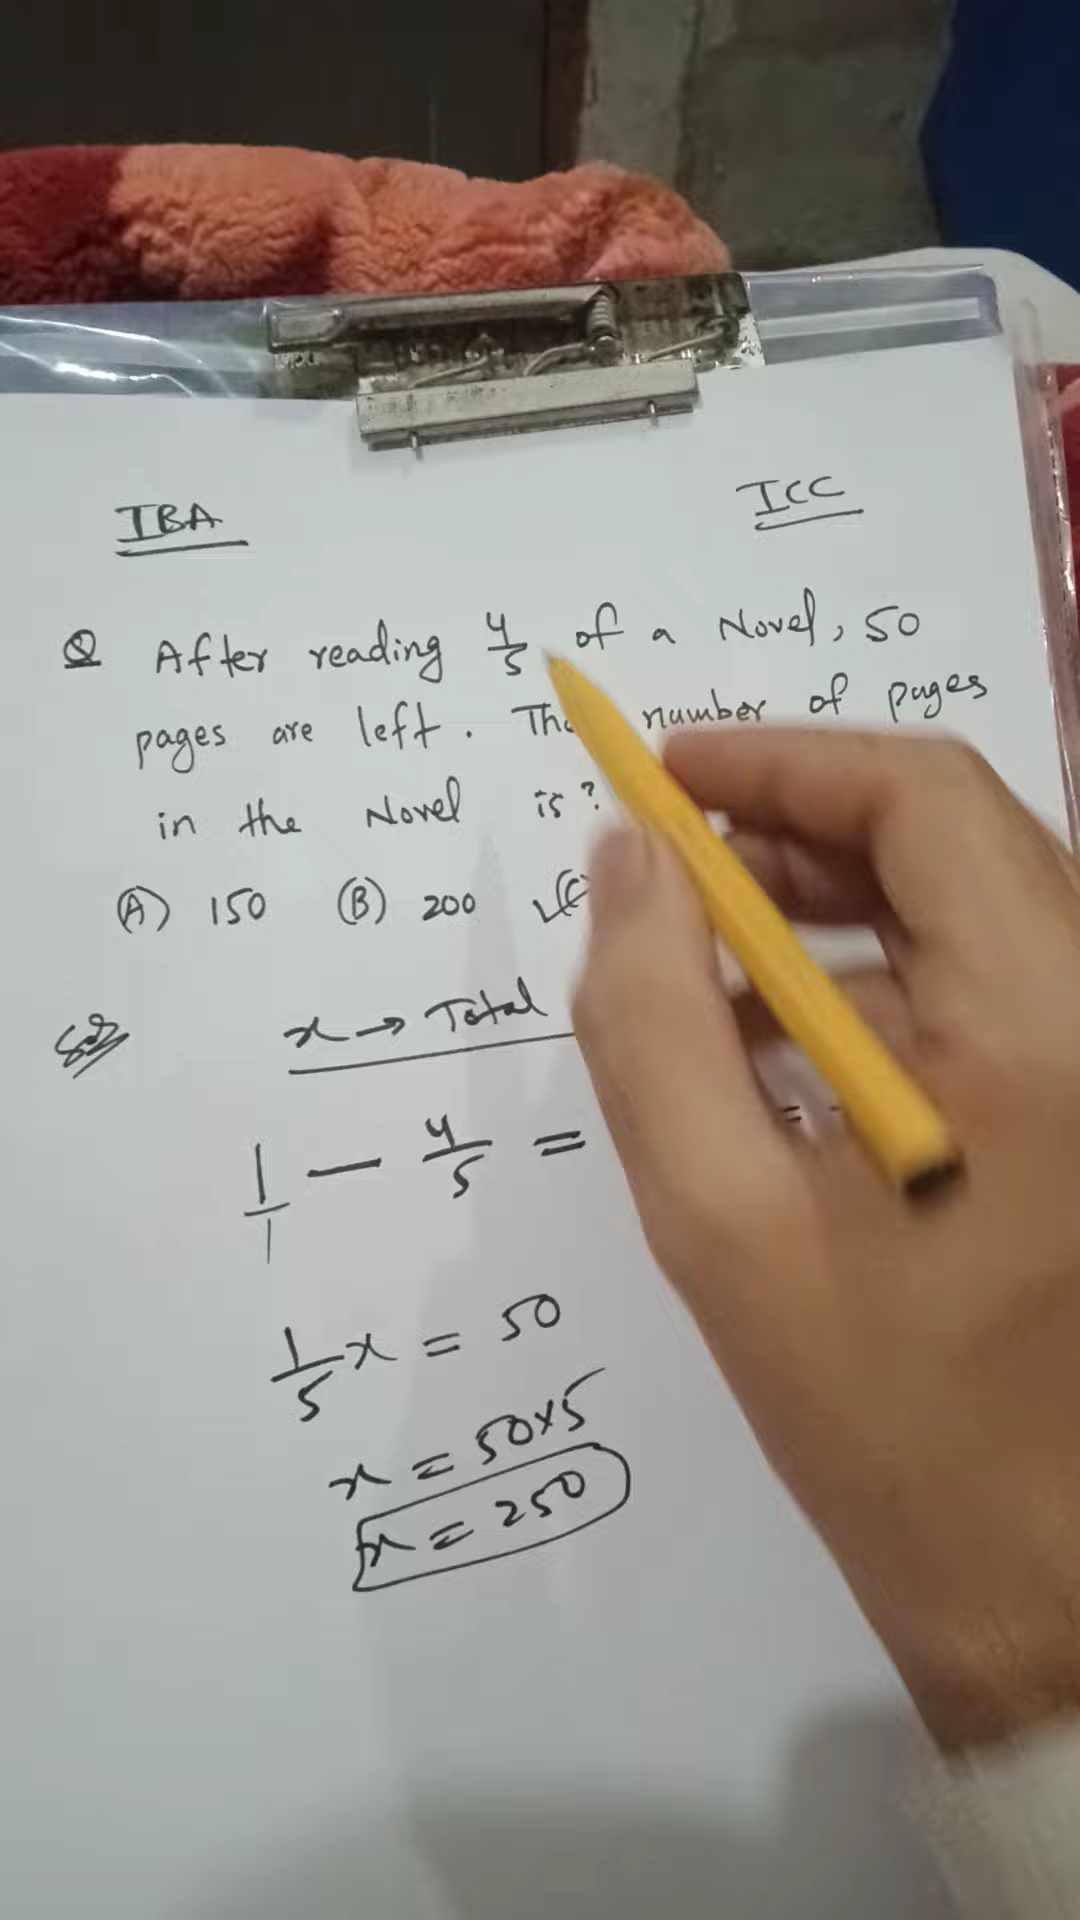 IBA ICC
Q After reading 4/5 of a Novel, 50
pages are left. The number of pages
in the Novel is?
(A) 150 (B) 200 (C)
Sol x → Total
1/1 - 4/5 = =
1/5 x = 50
x = 50×5
x = 250